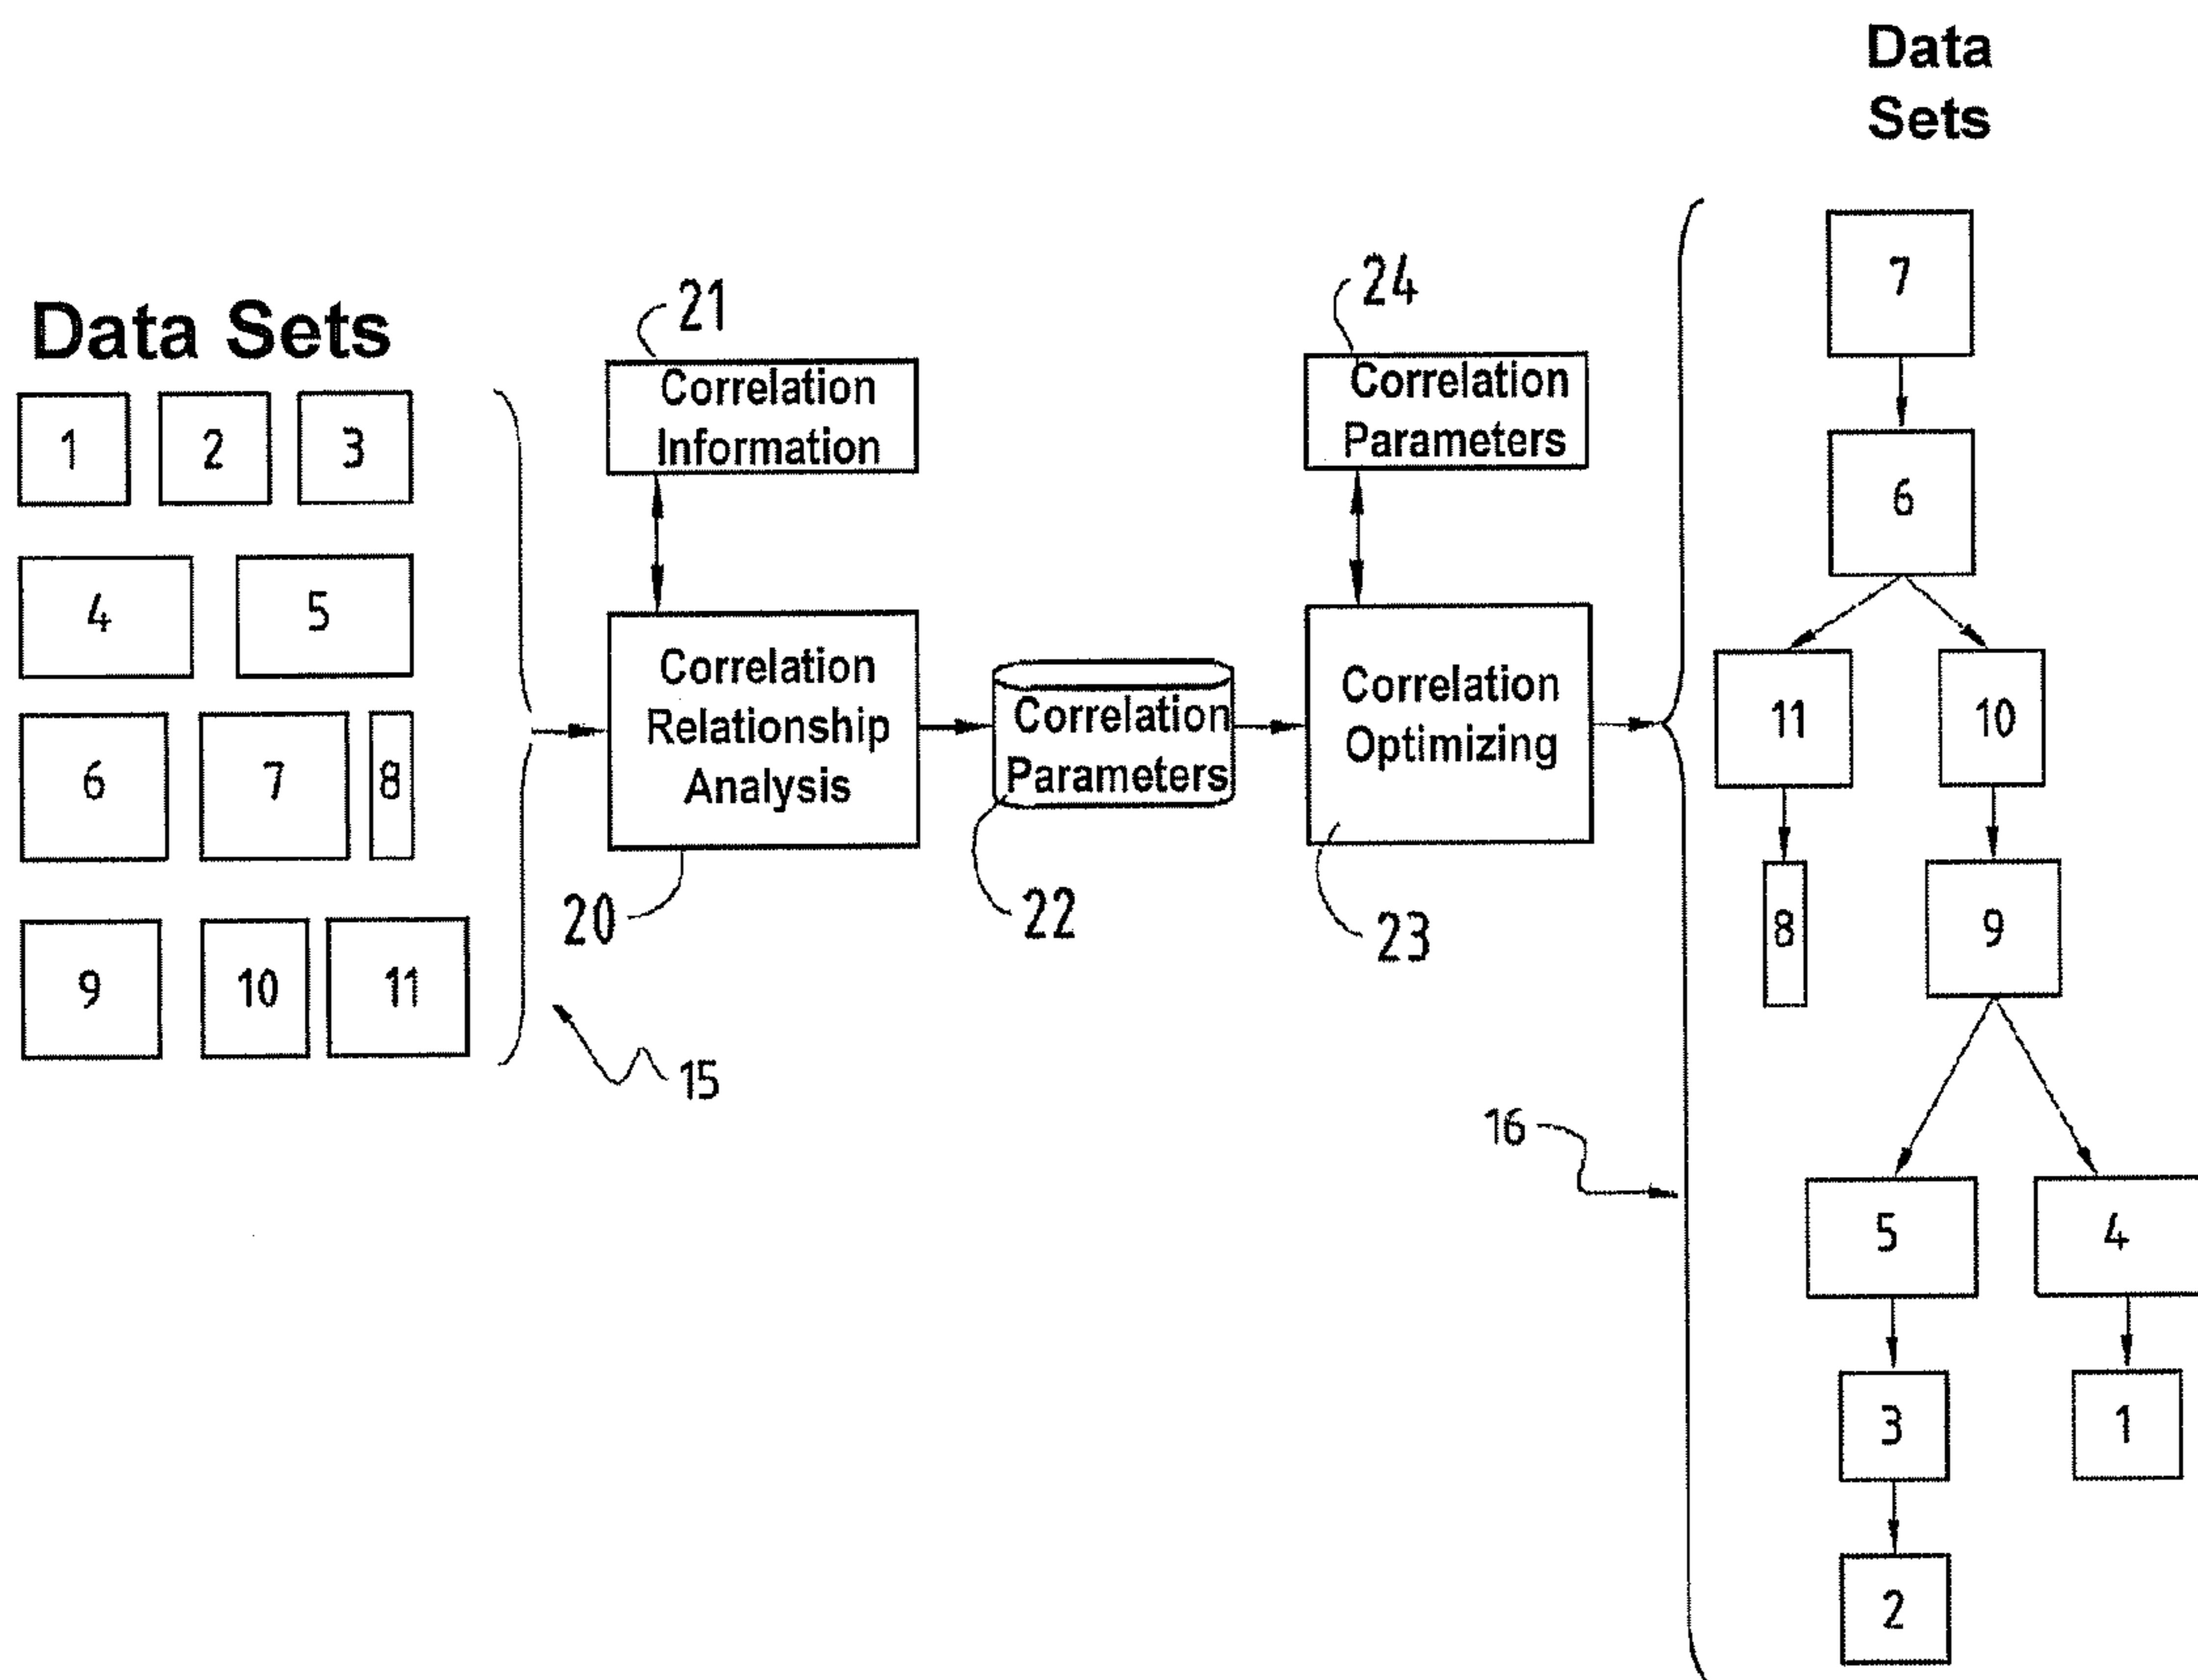 Data Sets
1
2
3
4
5
6
7
8
9
10
11
15
21
Correlation
Information
Correlation
Relationship
Analysis
20
Correlation
Parameters
22
24
Correlation
Parameters
Correlation
Optimizing
23
16
Data
Sets
7
6
11
10
8
9
5
4
3
1
2